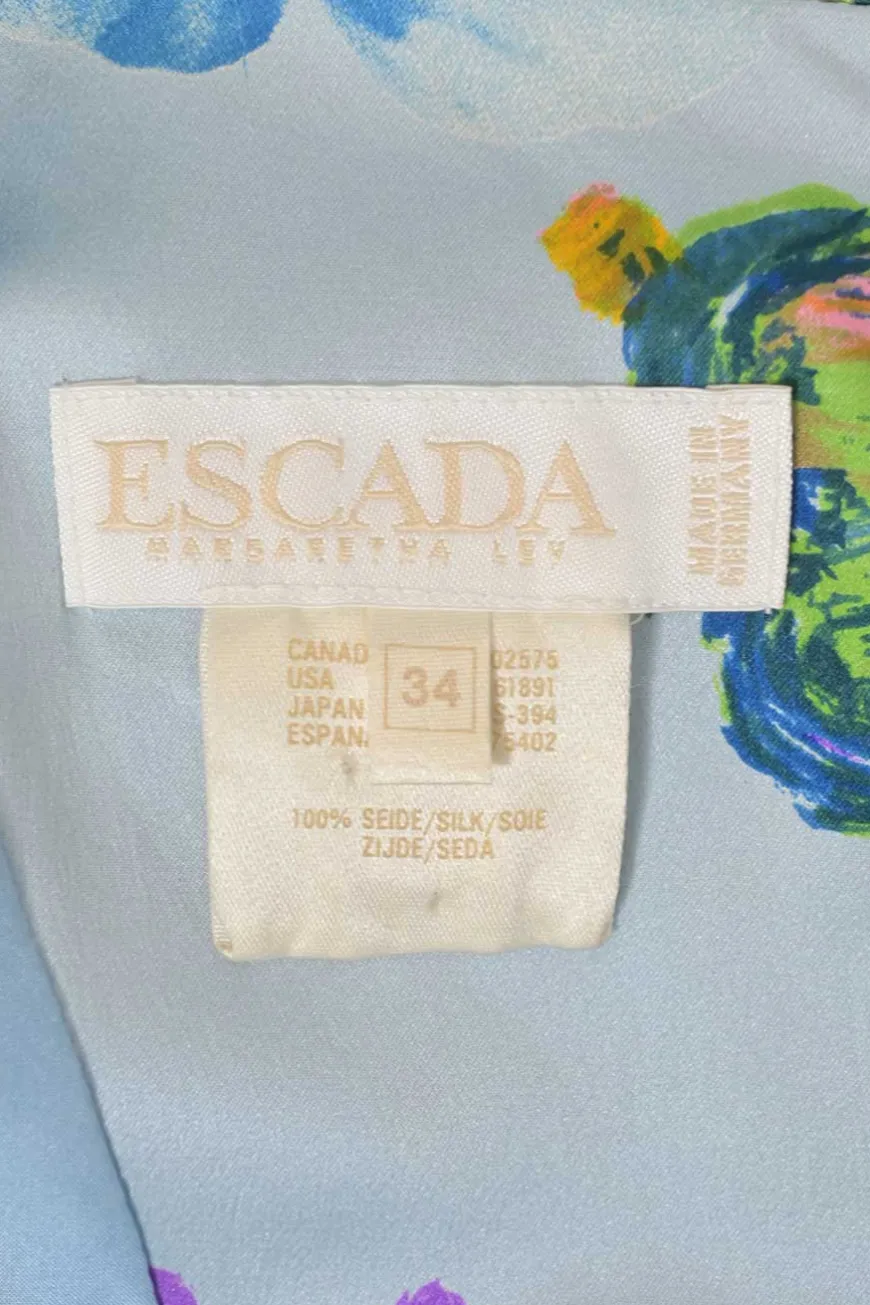 ESCADA
MARGARETHA LEY
MADE IN
GERMANY
CANAD 02575
USA 61891
JAPAN S-394
ESPAN. 75402
34
100% SEIDE/SILK/SOIE
ZIJDE/SEDA